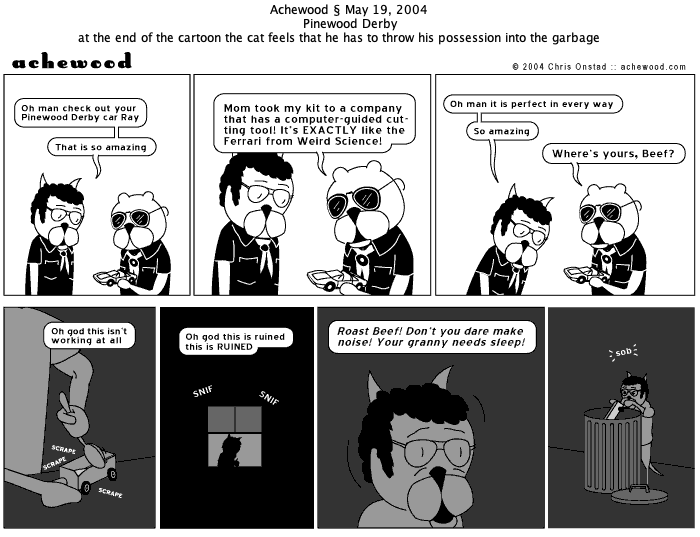 Achewood § May 19, 2004
Pinewood Derby
at the end of the cartoon the cat feels that he has to throw his possession into the garbage
achewood
© 2004 Chris Onstad :: achewood.com
Oh man check out your
Pinewood Derby car Ray
That is so amazing
Mom took my kit to a company
that has a computer-guided cut-
ting tool! It's EXACTLY like the
Ferrari from Weird Science!
Oh man it is perfect in every way
So amazing
Where's yours, Beef?
Oh god this isn't
working at all
SCRAPE
SCRAPE
SCRAPE
Oh god this is ruined
this is RUINED
SNIF
SNIF
Roast Beef! Don't you dare make
noise! Your granny needs sleep!
sob